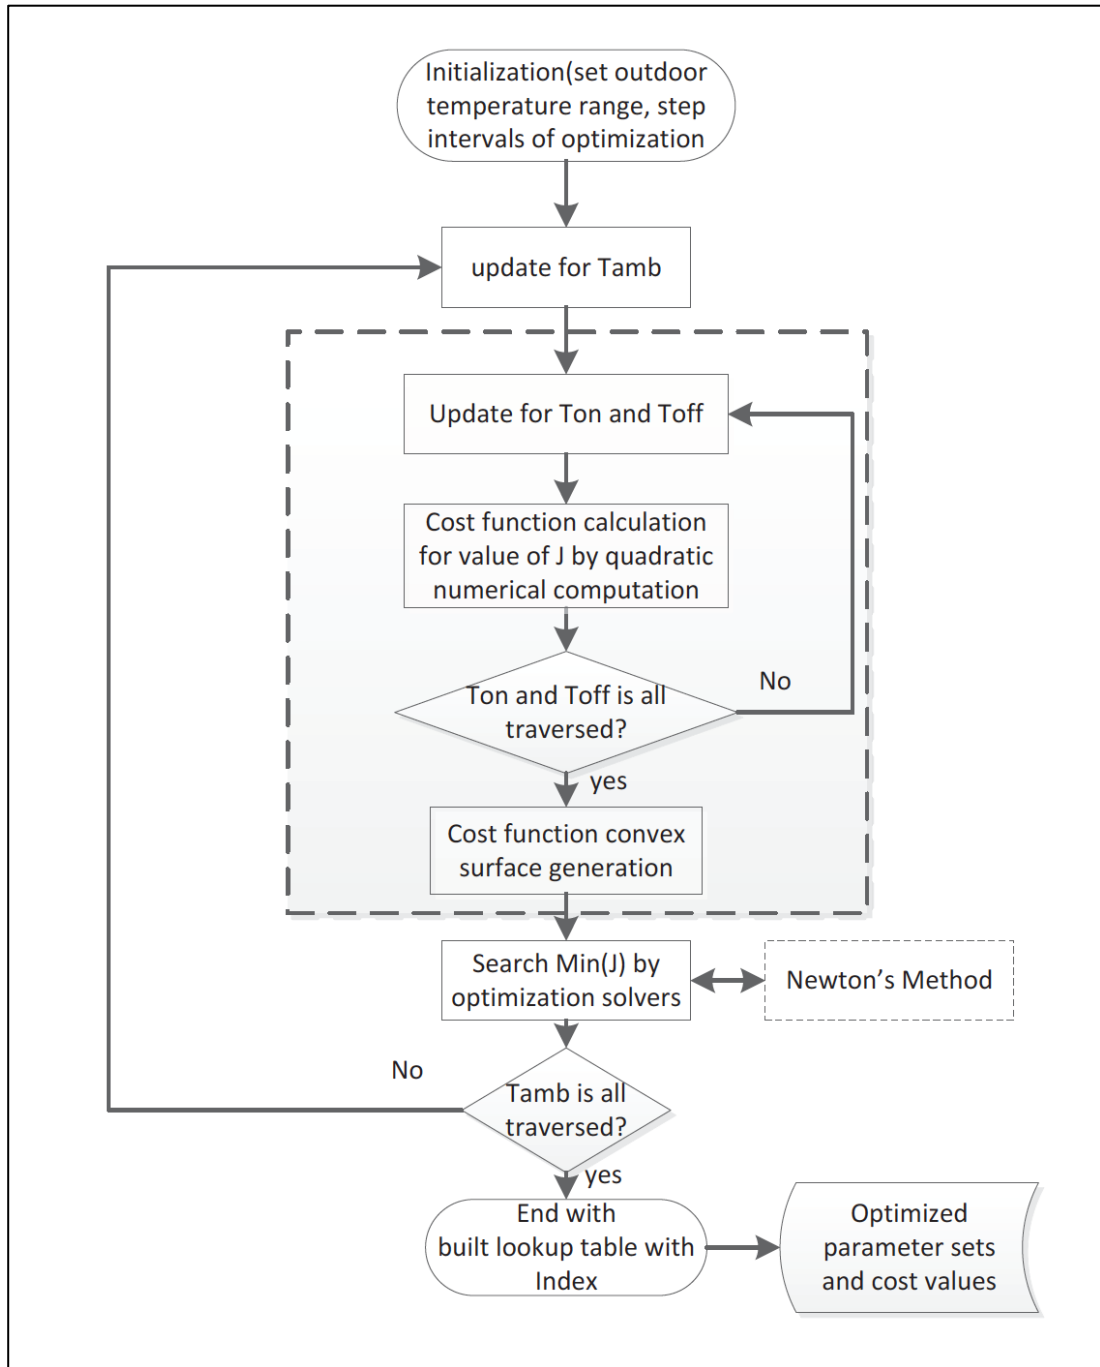 Initialization(set outdoor
temperature range, step
intervals of optimization
update for Tamb
Update for Ton and Toff
Cost function calculation
for value of J by quadratic
numerical computation
Ton and Toff is all
traversed?
No
yes
Cost function convex
surface generation
Search Min(J) by
optimization solvers
Newton’s Method
No
Tamb is all
traversed?
yes
End with
built lookup table with
Index
Optimized
parameter sets
and cost values